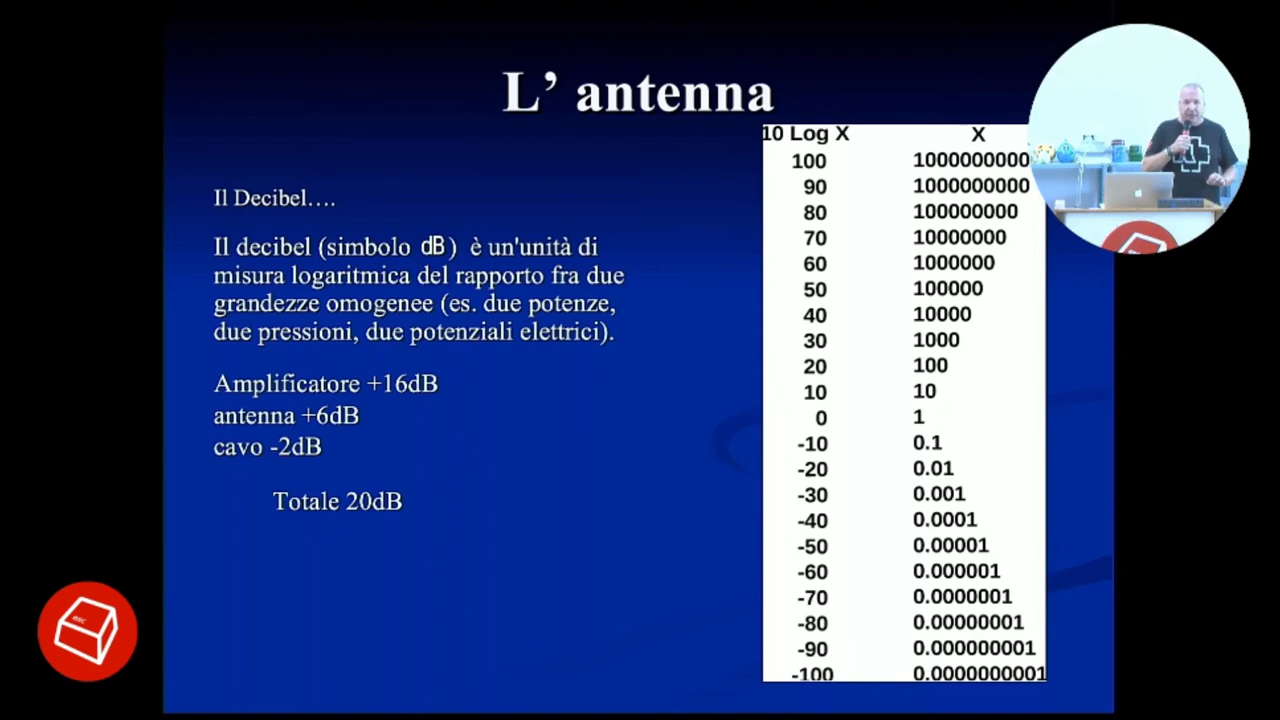 L’ antenna
Il Decibel….
Il decibel (simbolo dB) è un'unità di
misura logaritmica del rapporto fra due
grandezze omogenee (es. due potenze,
due pressioni, due potenziali elettrici).
Amplificatore +16dB
antenna +6dB
cavo -2dB
Totale 20dB
10 Log X X
100 1000000000
90 1000000000
80 100000000
70 10000000
60 1000000
50 100000
40 10000
30 1000
20 100
10 10
0 1
-10 0.1
-20 0.01
-30 0.001
-40 0.0001
-50 0.00001
-60 0.000001
-70 0.0000001
-80 0.00000001
-90 0.000000001
-100 0.0000000001
esc